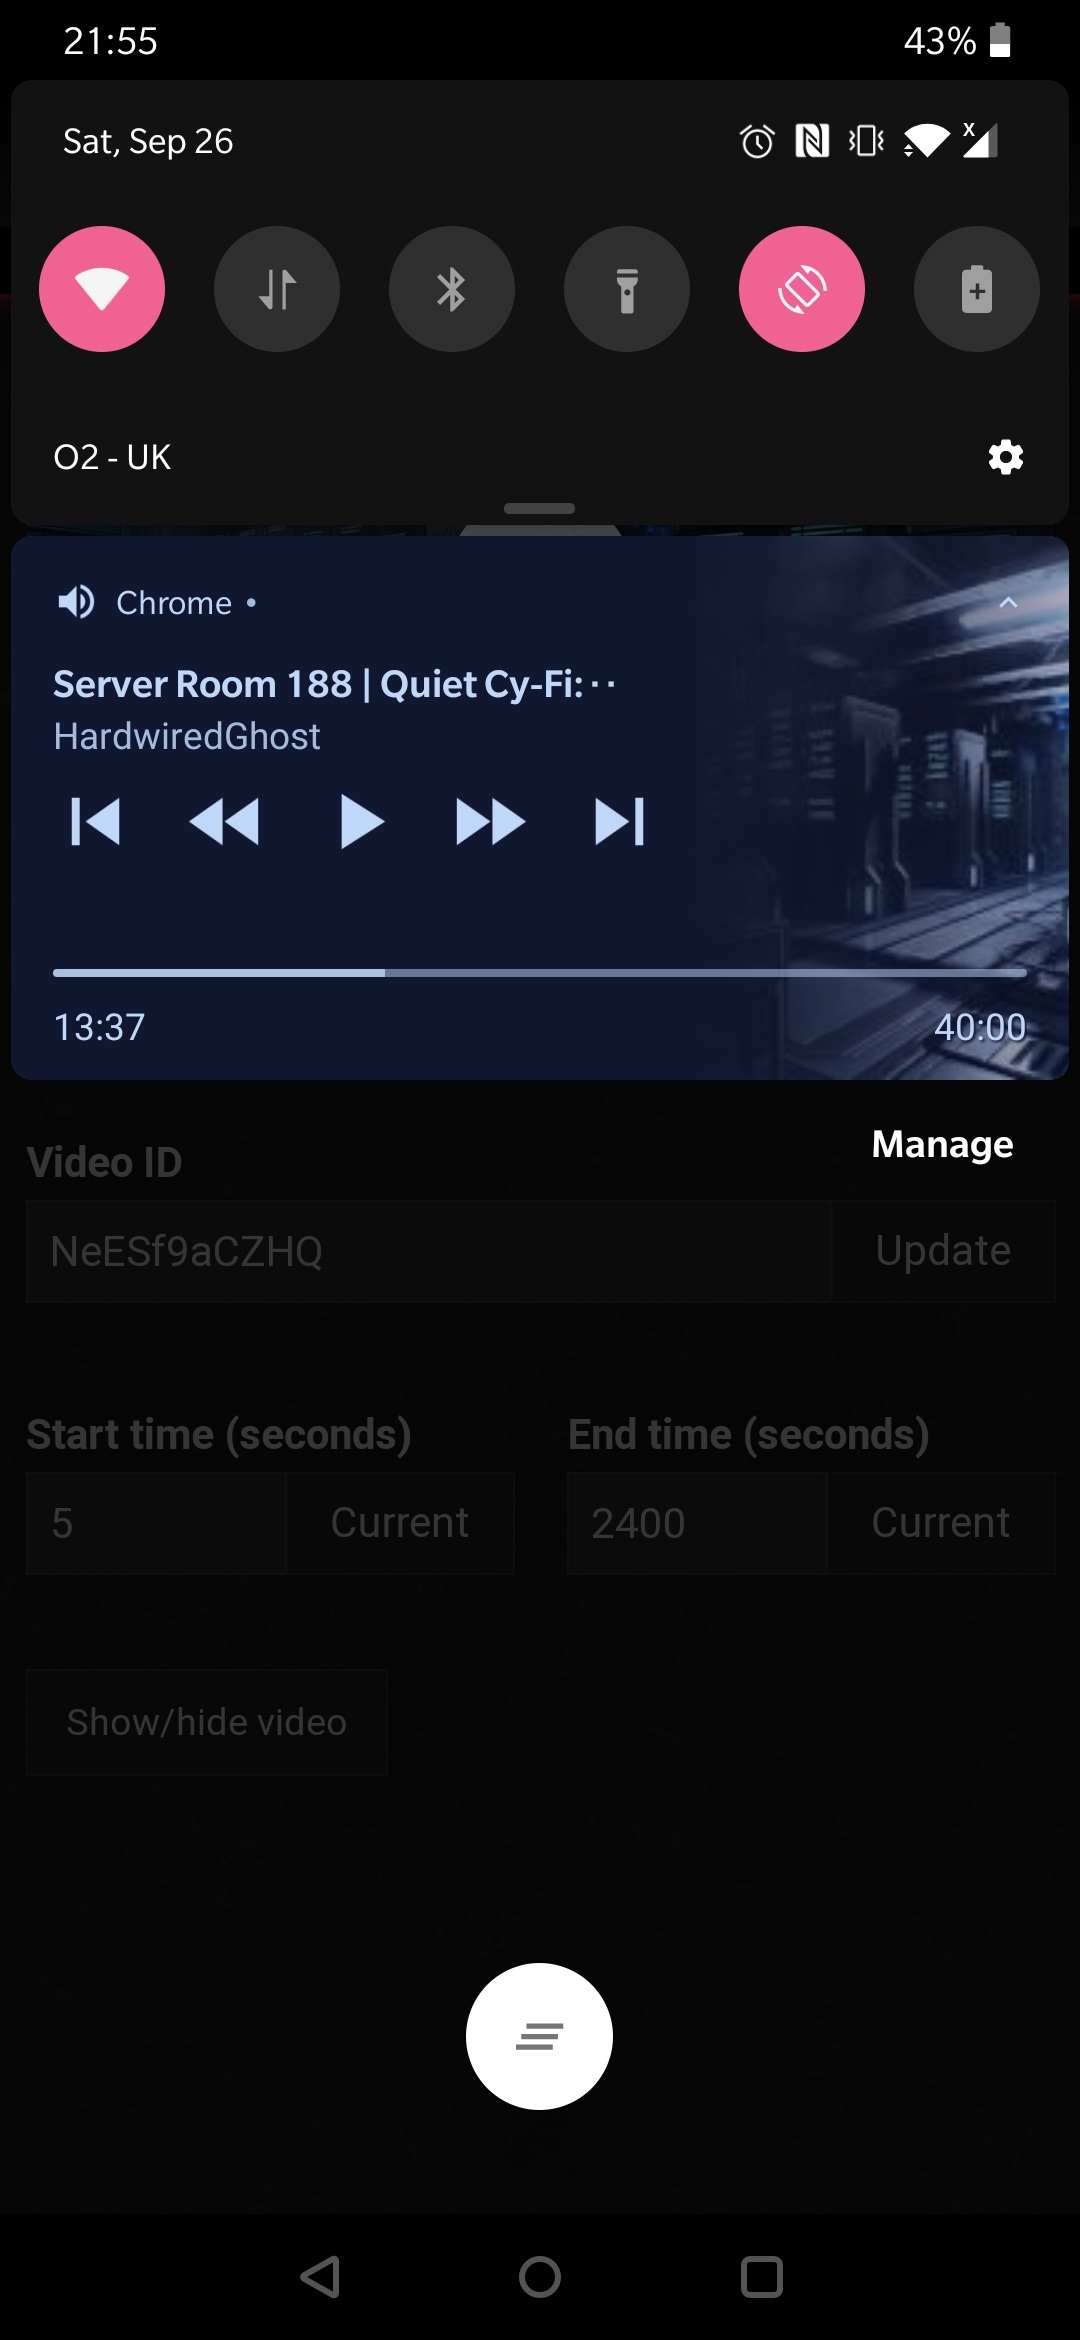 21:55
43%
Sat, Sep 26
O2 - UK
Chrome •
Server Room 188 | Quiet Cy-Fi:··
HardwiredGhost
13:37
40:00
Manage
Video ID
NeESf9aCZHQ
Update
Start time (seconds)
End time (seconds)
5
Current
2400
Current
Show/hide video